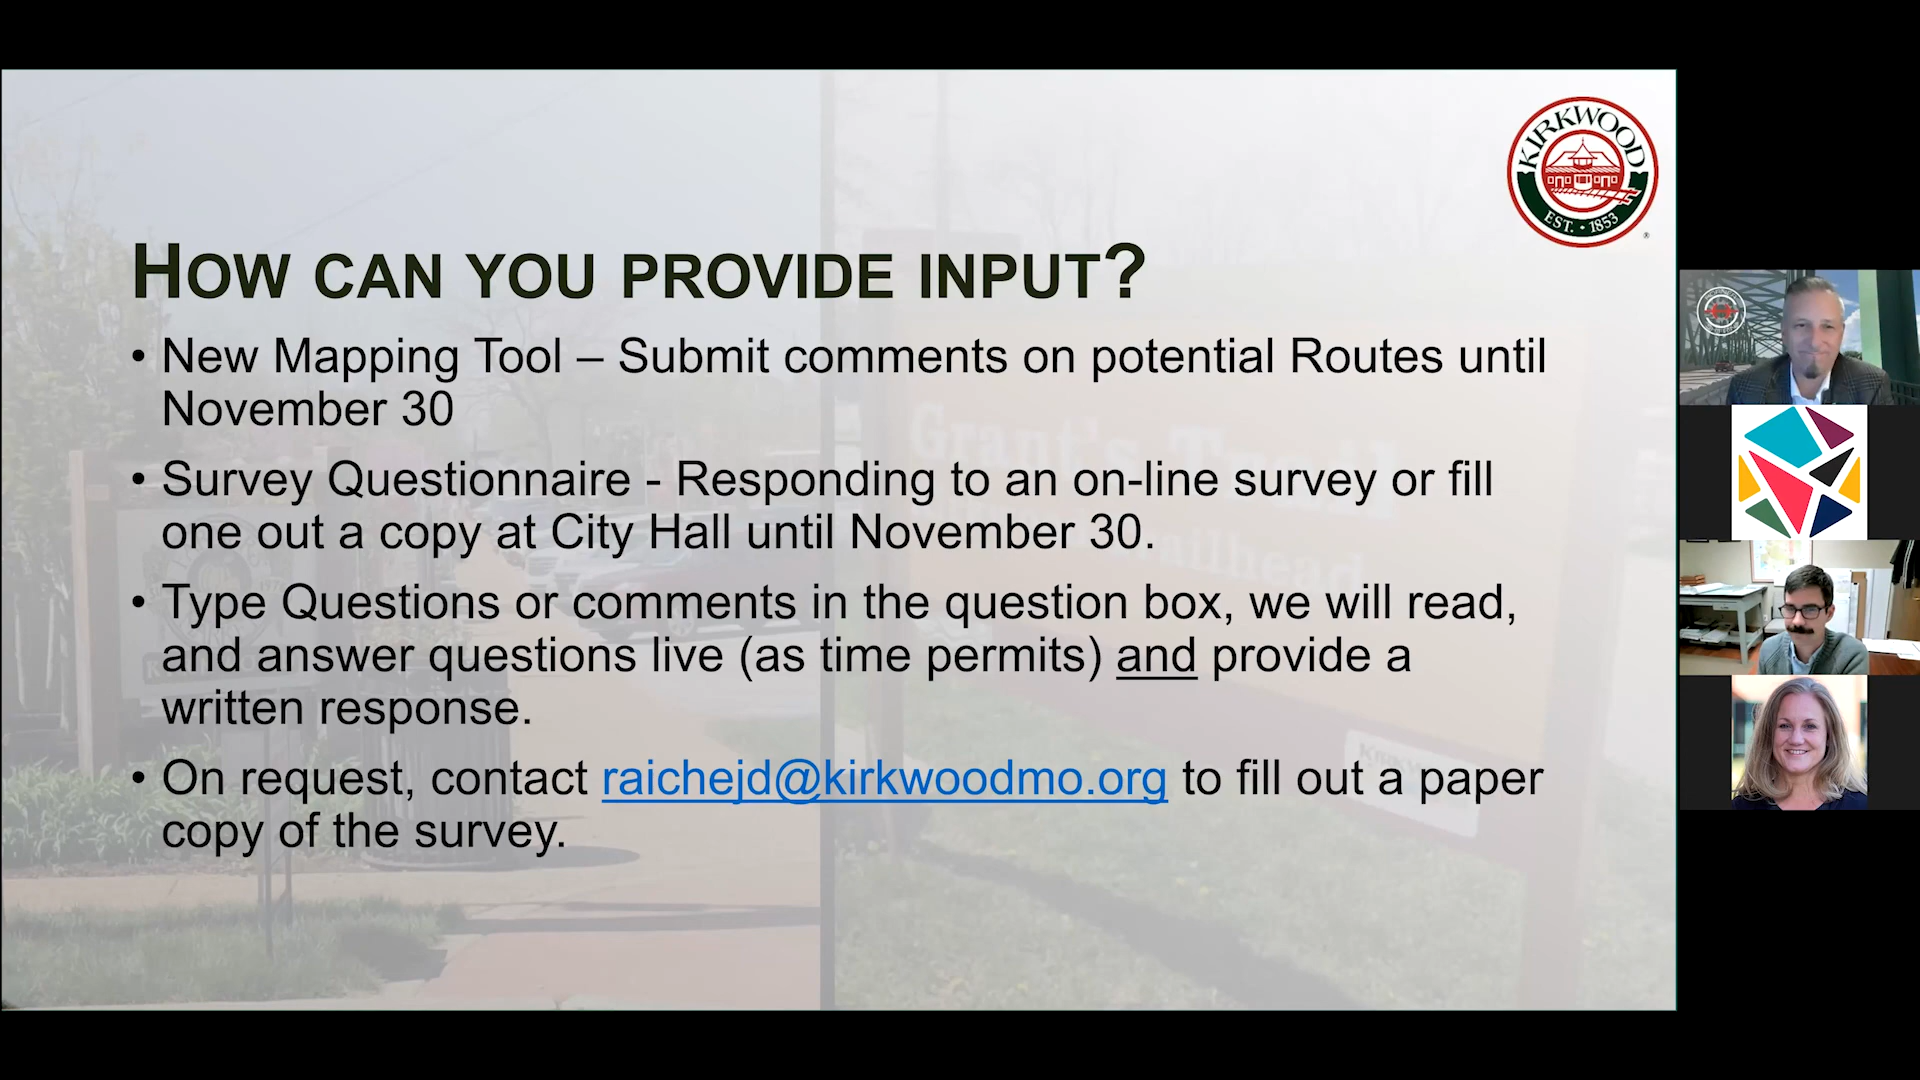 KIRKWOOD
EST. • 1853
®
HOW CAN YOU PROVIDE INPUT?
• New Mapping Tool – Submit comments on potential Routes until
November 30
• Survey Questionnaire - Responding to an on-line survey or fill
one out a copy at City Hall until November 30.
• Type Questions or comments in the question box, we will read,
and answer questions live (as time permits) and provide a
written response.
• On request, contact raichejd@kirkwoodmo.org to fill out a paper
copy of the survey.
Grant's Trail
Trailhead